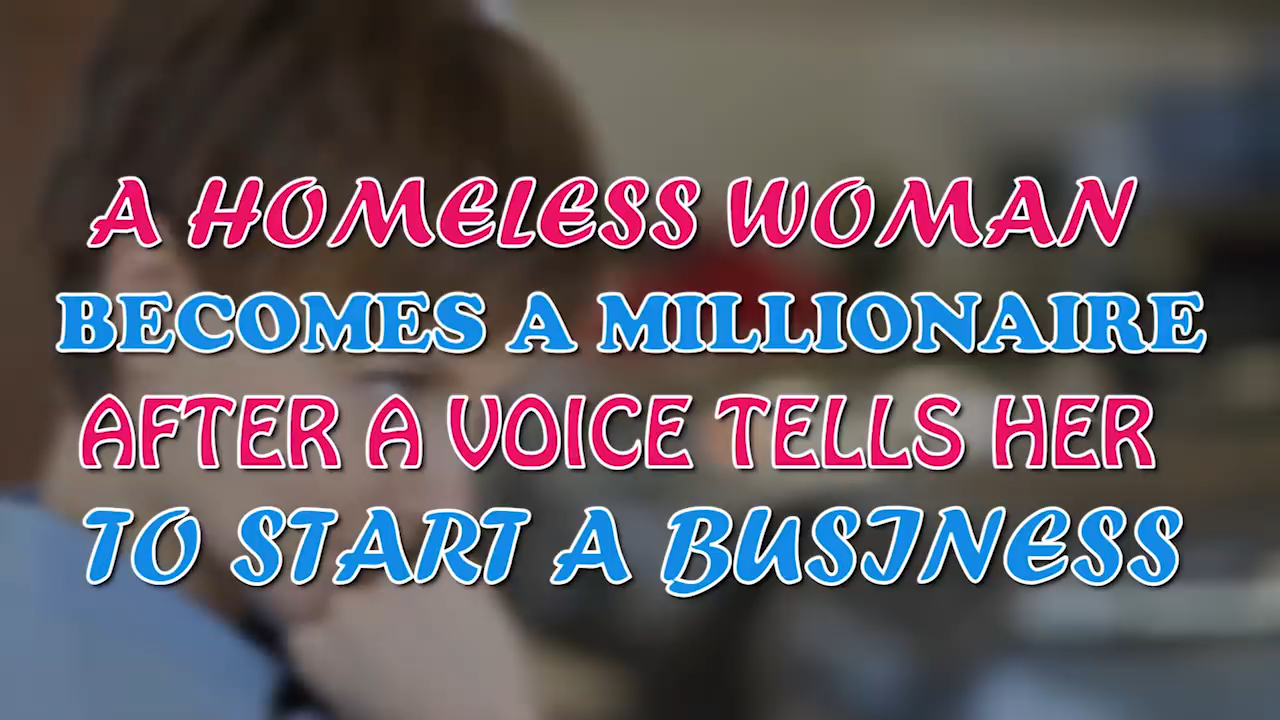 A HOMELESS WOMAN
BECOMES A MILLIONAIRE
AFTER A VOICE TELLS HER
TO START A BUSINESS